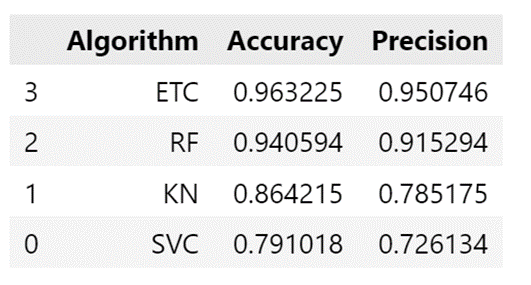 Algorithm Accuracy Precision
3 ETC 0.963225 0.950746
2 RF 0.940594 0.915294
1 KN 0.864215 0.785175
0 SVC 0.791018 0.726134